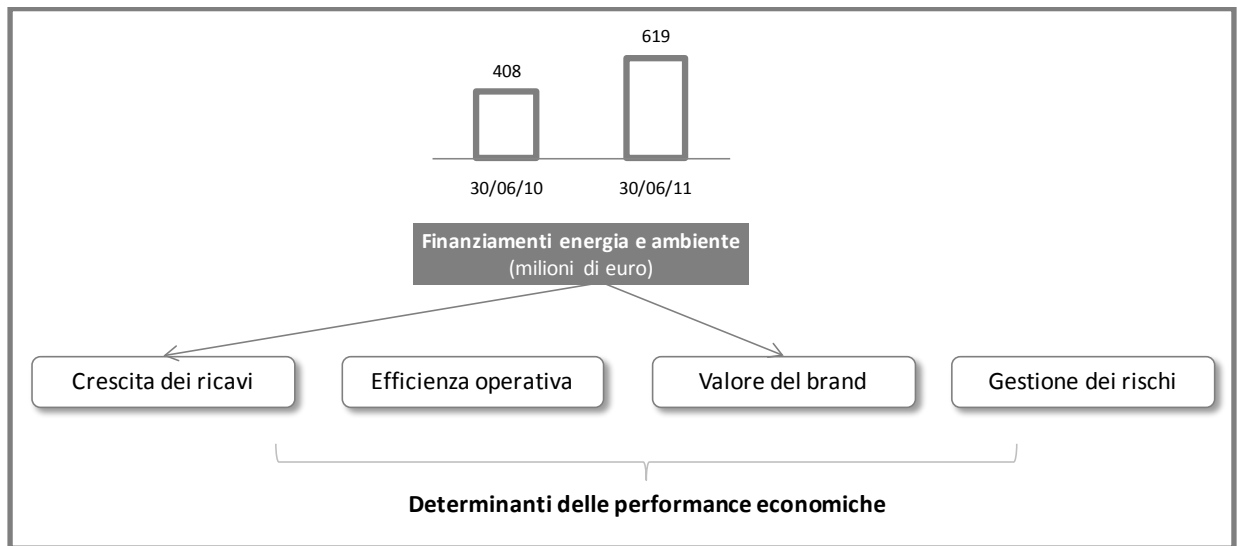 619
408
30/06/10
30/06/11
Finanziamenti energia e ambiente
(milioni di euro)
Crescita dei ricavi
Efficienza operativa
Valore del brand
Gestione dei rischi
Determinanti delle performance economiche